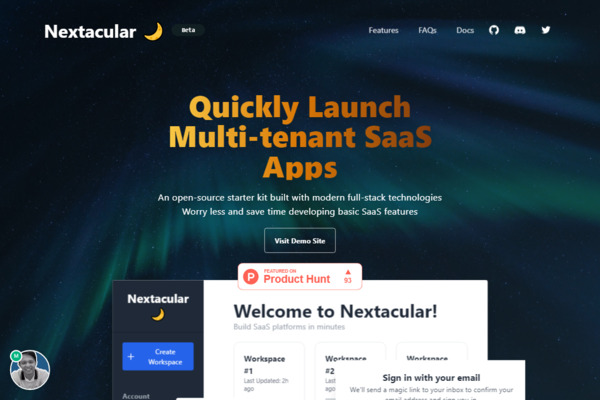 Nextacular 🌙 Beta Features FAQs Docs
Quickly Launch
Multi-tenant SaaS
Apps
An open-source starter kit built with modern full-stack technologies
Worry less and save time developing basic SaaS features
Visit Demo Site
FEATURED ON
Product Hunt
93
P
Nextacular
🌙
+ Create
Workspace
Account
Welcome to Nextacular!
Build SaaS platforms in minutes
Workspace
#1
Last Updated: 2h
ago
Workspace
#2
Last Updated: 2h
ago
Workspace
Sign in with your email
We'll send a magic link to your inbox to confirm your
email address and sign you in
M